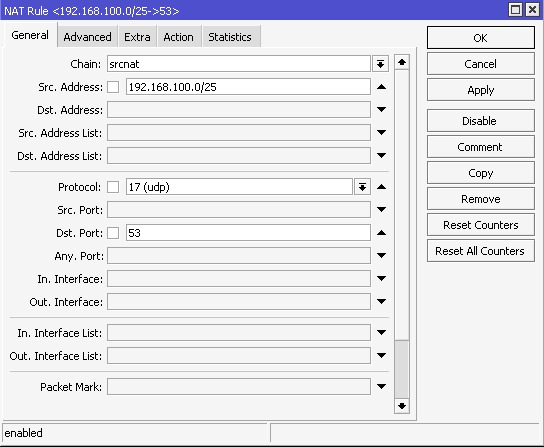 NAT Rule <192.168.100.0/25->53>
General Advanced Extra Action Statistics
Chain: srcnat
Src. Address: 192.168.100.0/25
Dst. Address:
Src. Address List:
Dst. Address List:
Protocol: 17 (udp)
Src. Port:
Dst. Port: 53
Any. Port:
In. Interface:
Out. Interface:
In. Interface List:
Out. Interface List:
Packet Mark:
OK
Cancel
Apply
Disable
Comment
Copy
Remove
Reset Counters
Reset All Counters
enabled